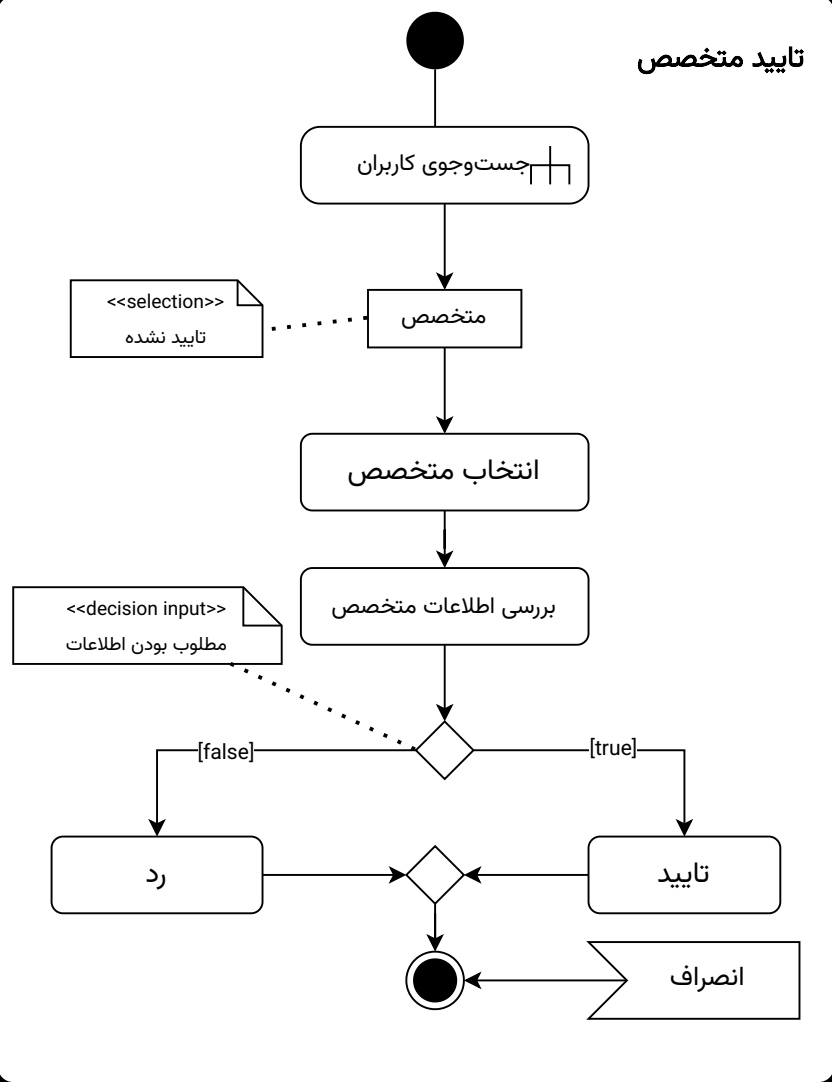 تایید متخصص
جست‌وجوی کاربران
متخصص
<<selection>>
تایید نشده
انتخاب متخصص
بررسی اطلاعات متخصص
<<decision input>>
مطلوب بودن اطلاعات
[false]
[true]
رد
تایید
انصراف